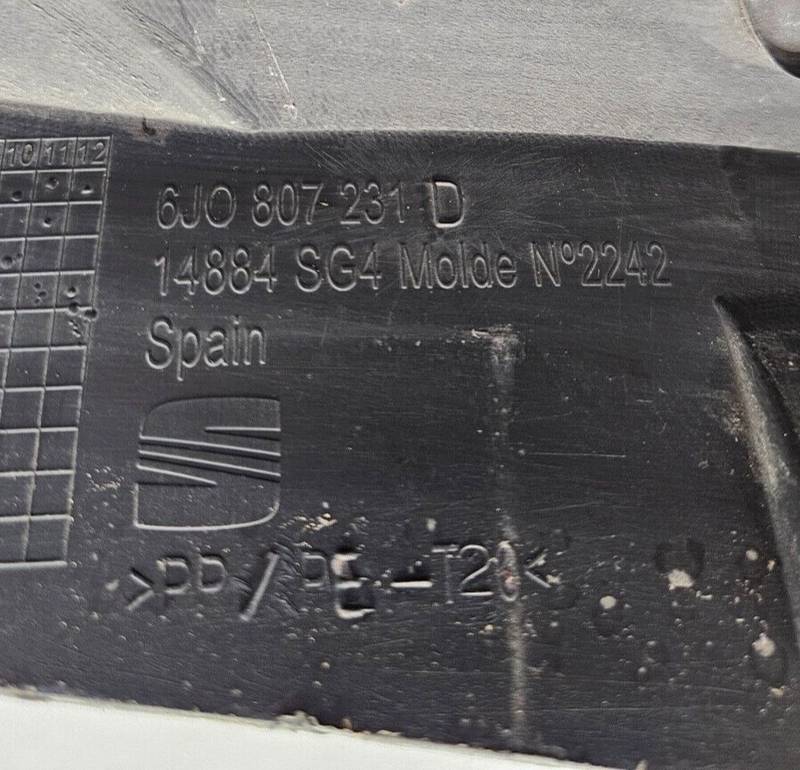 10 11 12
6J0 807 231 D
14884 SG4 Molde Nº2242
Spain
>PP/PE-T20<